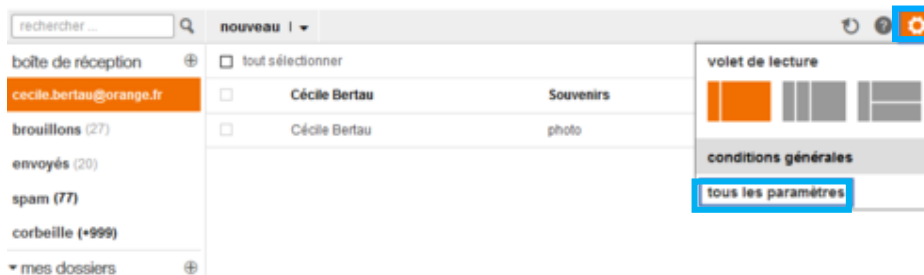 rechercher ...
nouveau
boîte de réception
tout sélectionner
volet de lecture
cecile.bertau@orange.fr
Cécile Bertau Souvenirs
brouillons (27)
Cécile Bertau photo
envoyés (20)
conditions générales
spam (77)
tous les paramètres
corbeille (+999)
mes dossiers